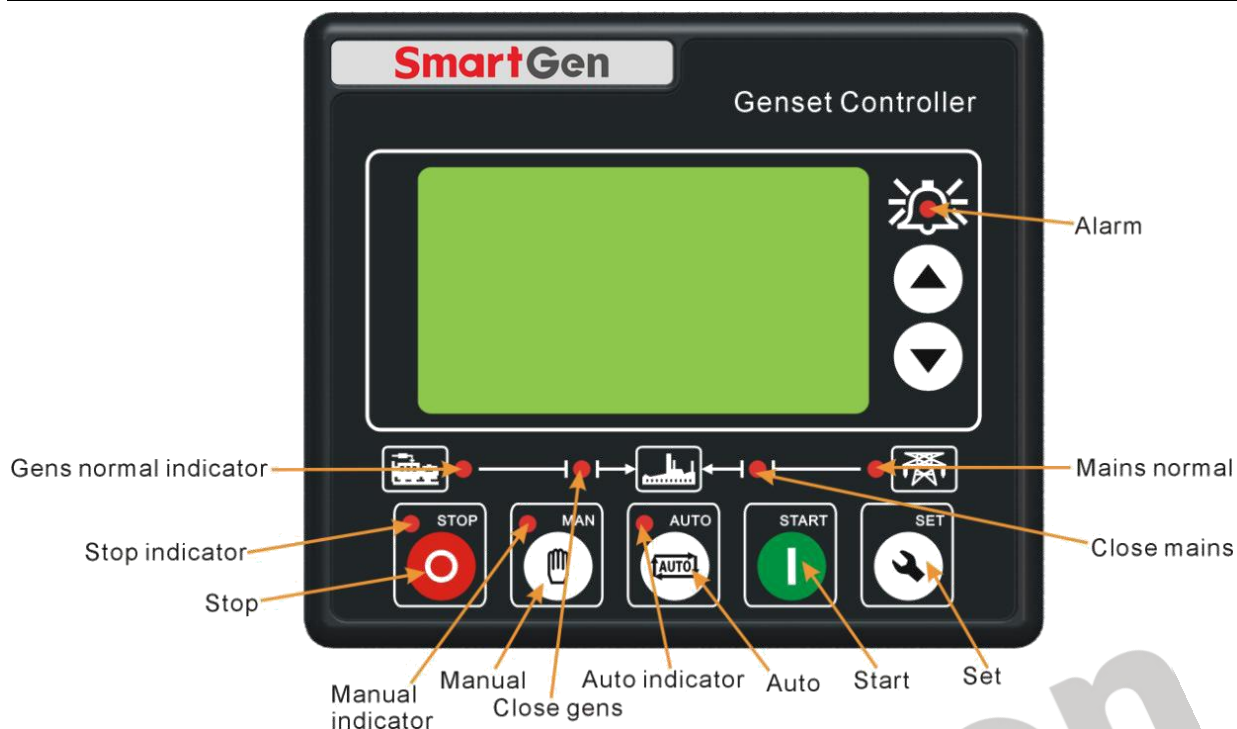 SmartGen
Genset Controller
Alarm
Gens normal indicator
Mains normal
STOP
MAN
AUTO
START
SET
Stop indicator
AUTO
Close mains
Stop
Manual indicator
Manual
Close gens
Auto indicator
Auto
Start
Set